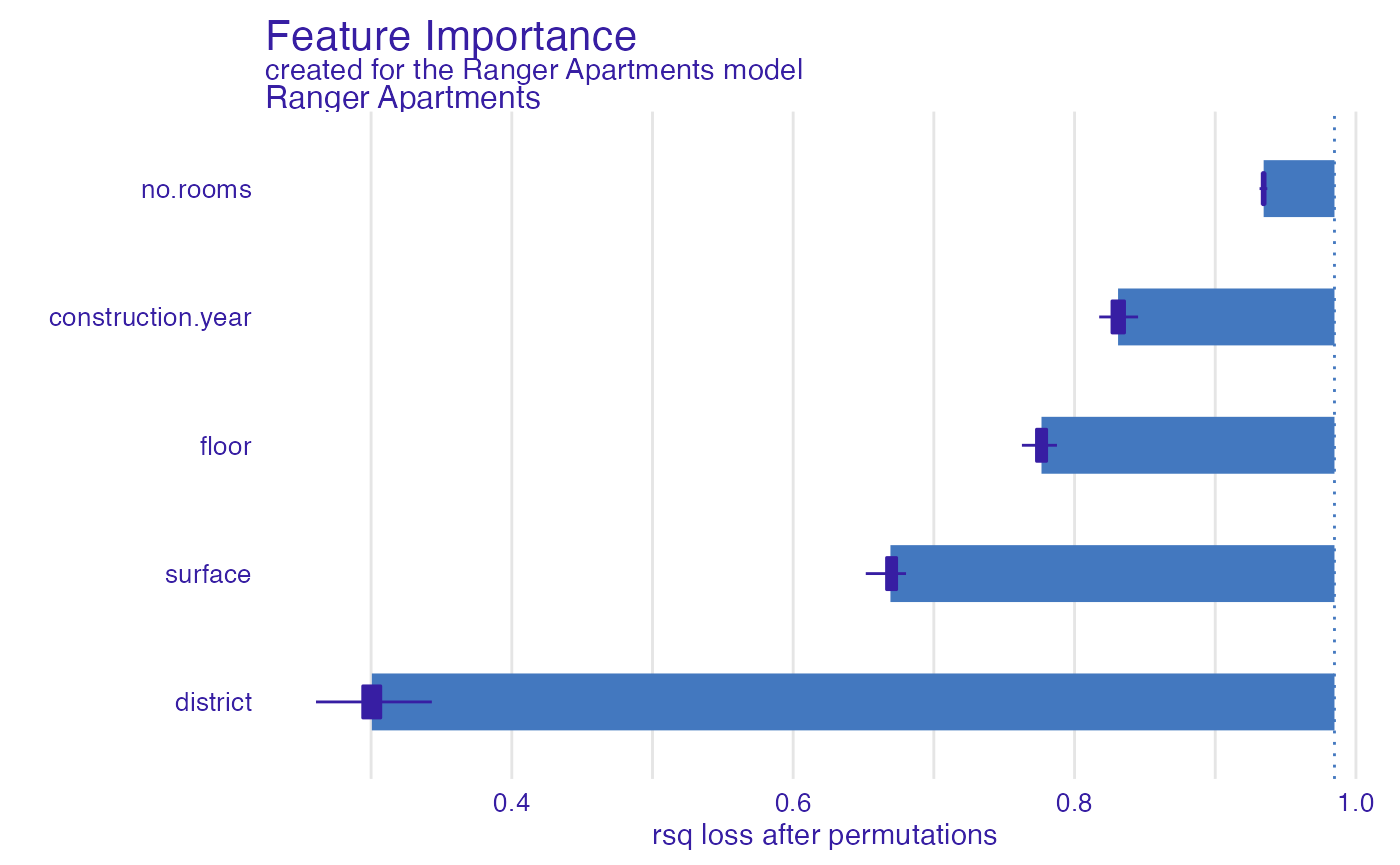 Feature Importance
created for the Ranger Apartments model
Ranger Apartments
no.rooms
construction.year
floor
surface
district
0.4 0.6 0.8 1.0
rsq loss after permutations